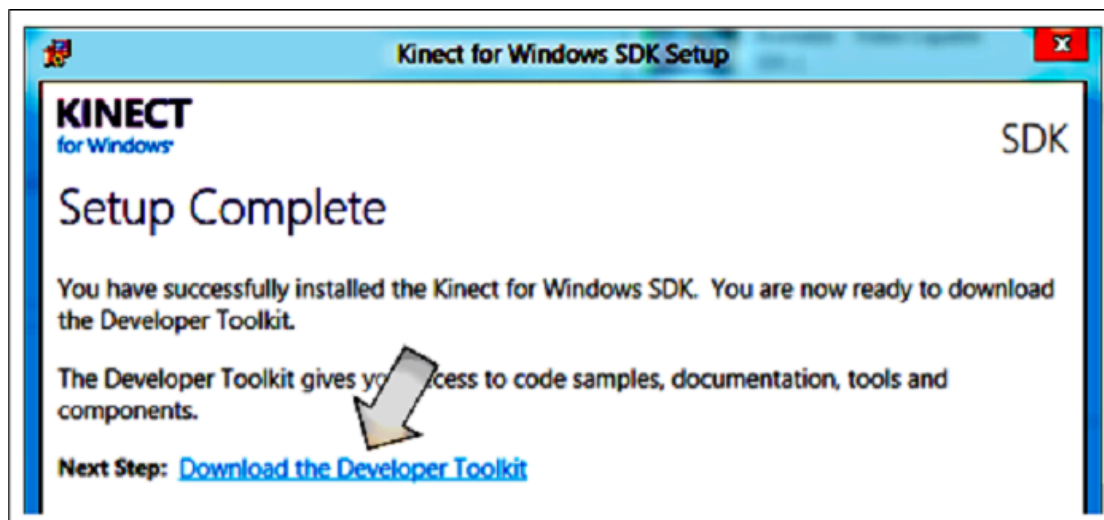 Kinect for Windows SDK Setup
x
KINECT
for Windows
SDK
Setup Complete
You have successfully installed the Kinect for Windows SDK. You are now ready to download
the Developer Toolkit.
The Developer Toolkit gives to code samples, documentation, tools and
components.
Next Step: Download the Developer Toolkit